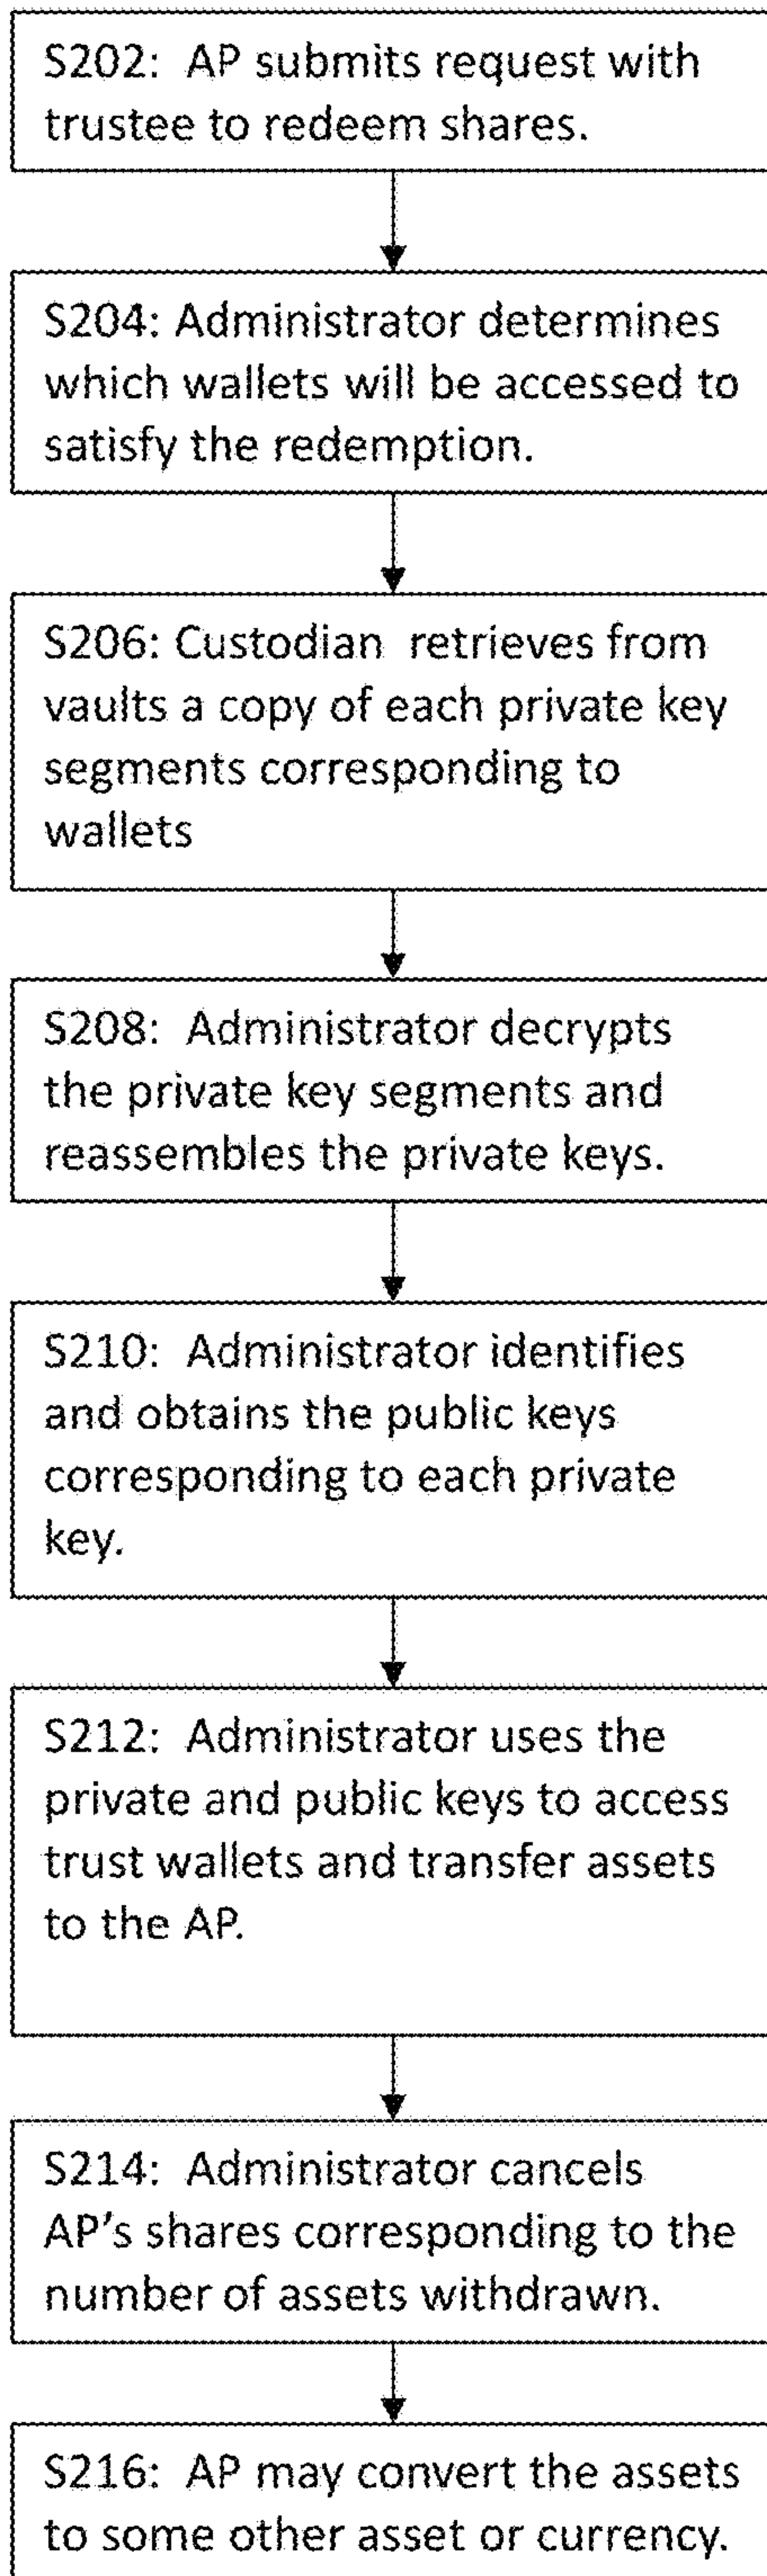 S202: AP submits request with
trustee to redeem shares.
S204: Administrator determines
which wallets will be accessed to
satisfy the redemption.
S206: Custodian retrieves from
vaults a copy of each private key
segments corresponding to
wallets
S208: Administrator decrypts
the private key segments and
reassembles the private keys.
S210: Administrator identifies
and obtains the public keys
corresponding to each private
key.
S212: Administrator uses the
private and public keys to access
trust wallets and transfer assets
to the AP.
S214: Administrator cancels
AP's shares corresponding to the
number of assets withdrawn.
S216: AP may convert the assets
to some other asset or currency.